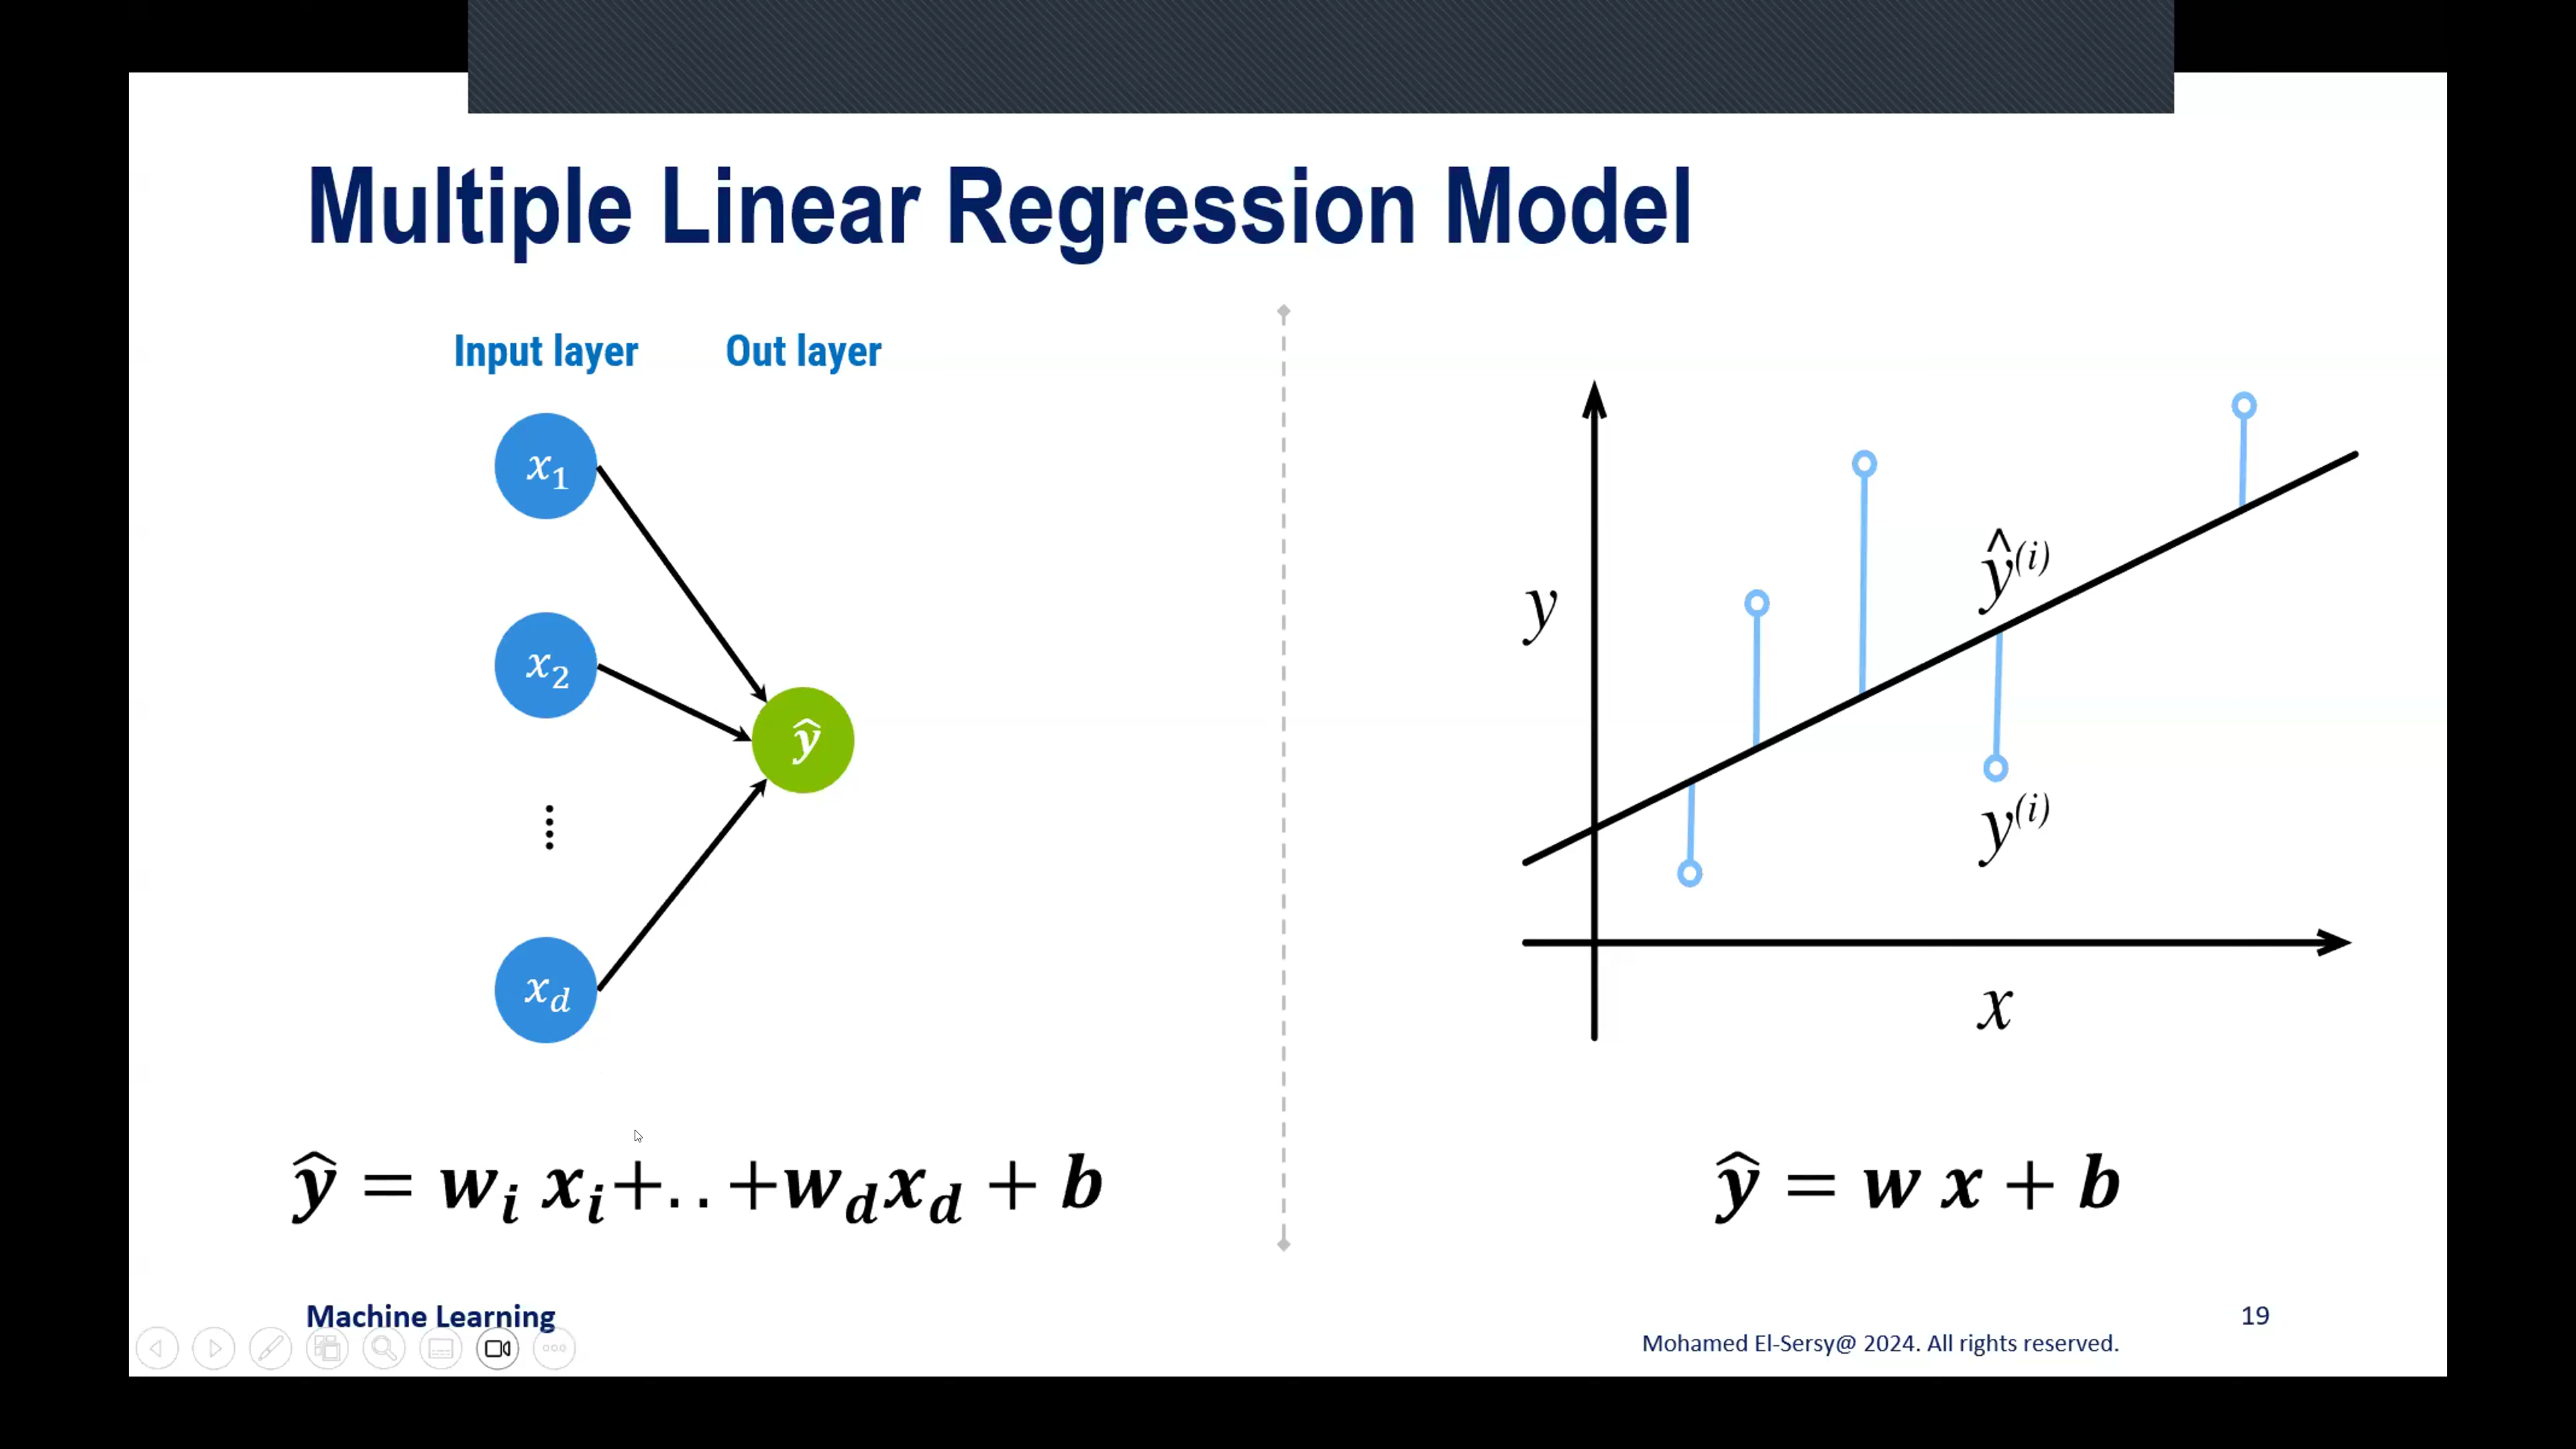 Multiple Linear Regression Model
Input layer
Out layer
x₁
x₂
⋮
x_d
ŷ
ŷ = wᵢ xᵢ+..+w_d x_d + b
y
ŷ⁽ⁱ⁾
y⁽ⁱ⁾
x
ŷ = w x + b
Machine Learning
19
Mohamed El-Sersy@ 2024. All rights reserved.